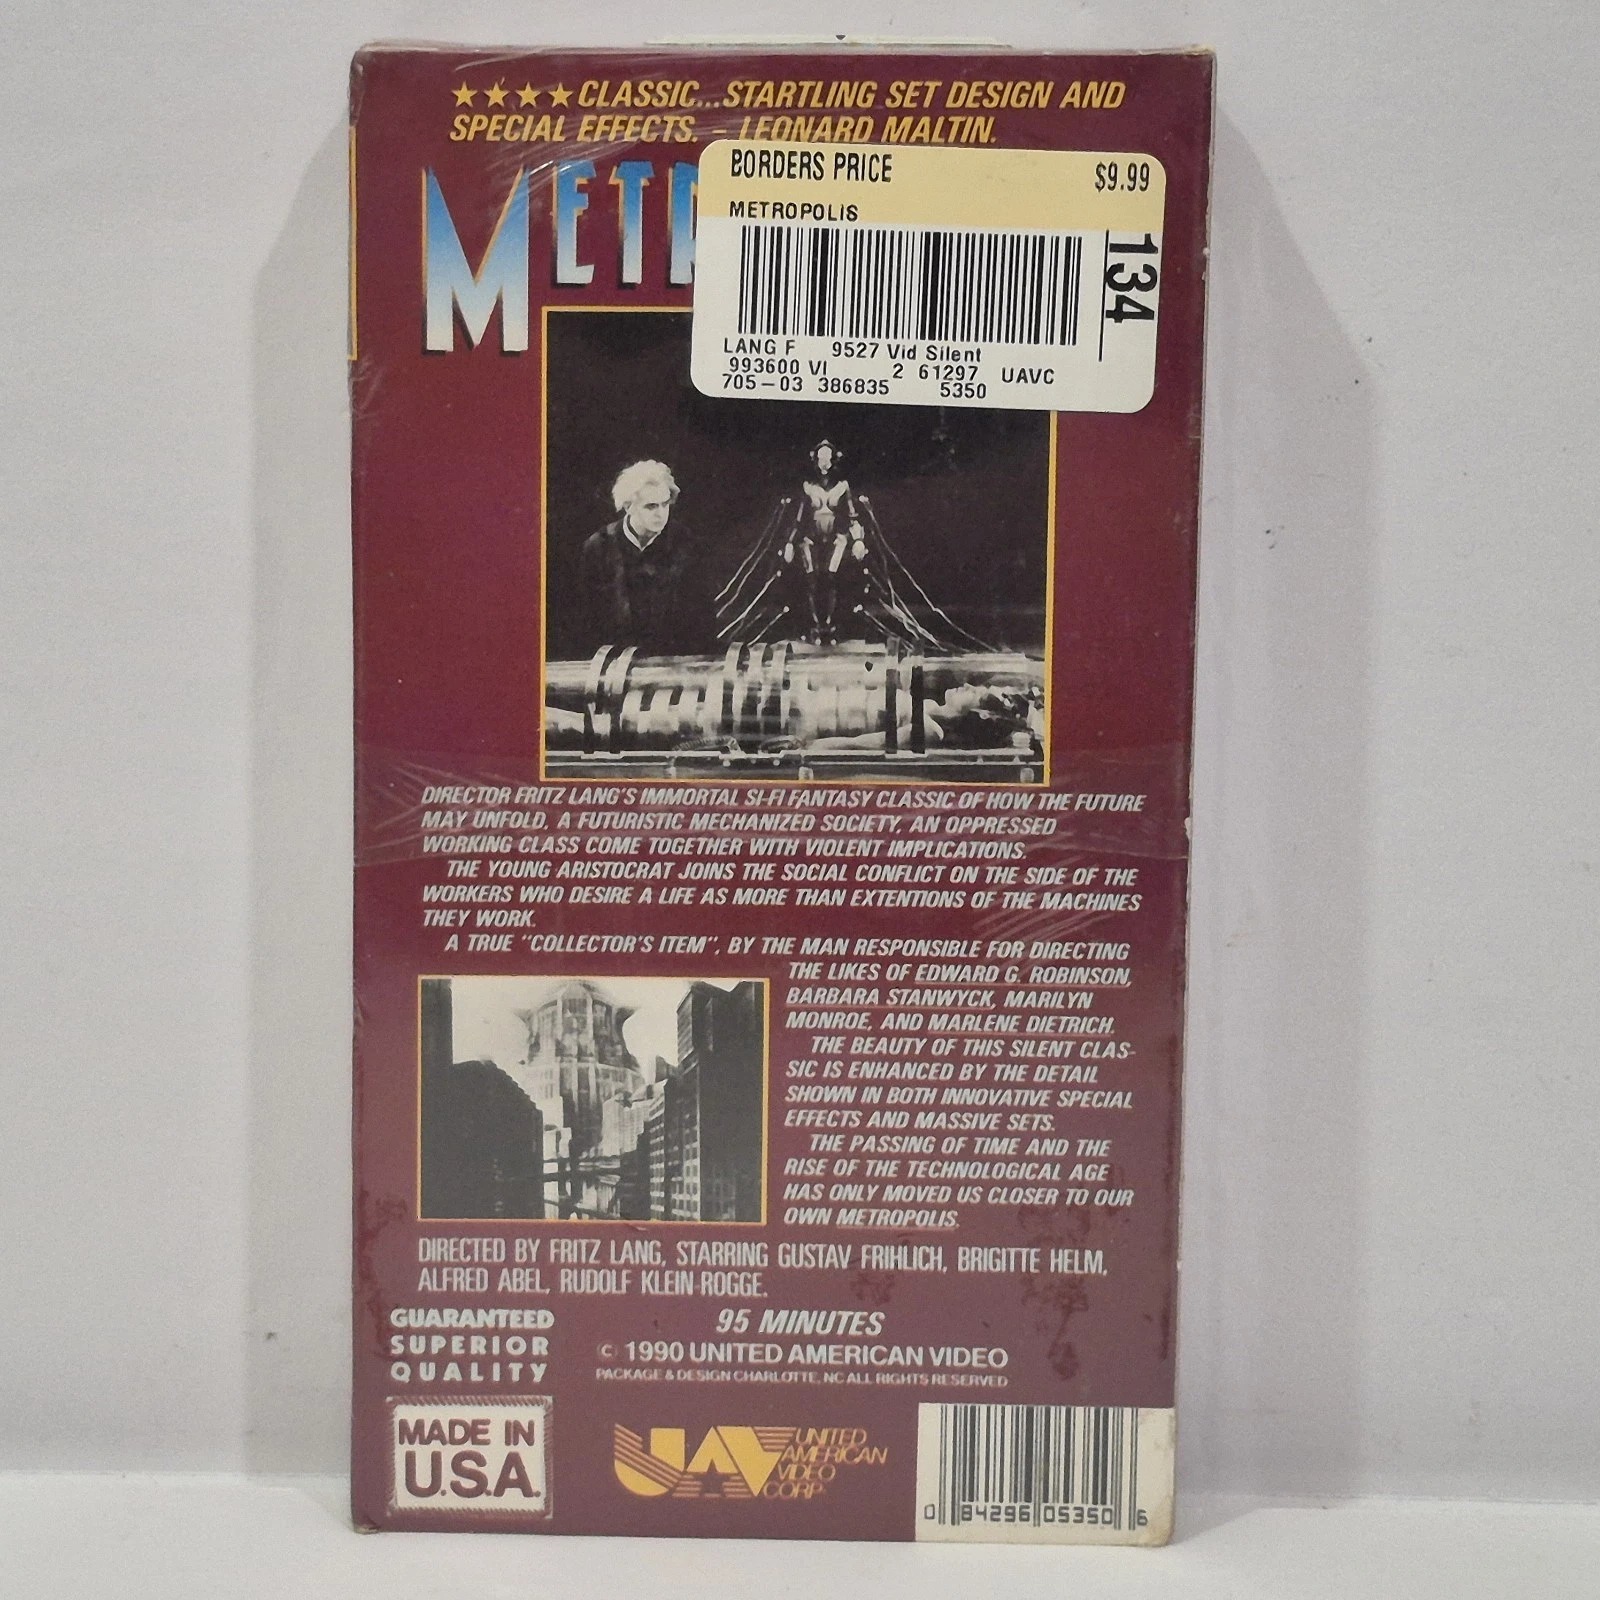 ★★★★CLASSIC...STARTLING SET DESIGN AND
SPECIAL EFFECTS. – LEONARD MALTIN.
METR
BORDERS PRICE $9.99
METROPOLIS
134
LANG F 9527 Vid Silent
993600 VI 2 61297 UAVC
705-03 386835 5350
DIRECTOR FRITZ LANG'S IMMORTAL SI-FI FANTASY CLASSIC OF HOW THE FUTURE
MAY UNFOLD. A FUTURISTIC MECHANIZED SOCIETY, AN OPPRESSED
WORKING CLASS COME TOGETHER WITH VIOLENT IMPLICATIONS.
THE YOUNG ARISTOCRAT JOINS THE SOCIAL CONFLICT ON THE SIDE OF THE
WORKERS WHO DESIRE A LIFE AS MORE THAN EXTENTIONS OF THE MACHINES
THEY WORK.
A TRUE "COLLECTOR'S ITEM", BY THE MAN RESPONSIBLE FOR DIRECTING
THE LIKES OF EDWARD G. ROBINSON,
BARBARA STANWYCK, MARILYN
MONROE, AND MARLENE DIETRICH.
THE BEAUTY OF THIS SILENT CLAS-
SIC IS ENHANCED BY THE DETAIL
SHOWN IN BOTH INNOVATIVE SPECIAL
EFFECTS AND MASSIVE SETS.
THE PASSING OF TIME AND THE
RISE OF THE TECHNOLOGICAL AGE
HAS ONLY MOVED US CLOSER TO OUR
OWN METROPOLIS.
DIRECTED BY FRITZ LANG, STARRING GUSTAV FRIHLICH, BRIGITTE HELM,
ALFRED ABEL, RUDOLF KLEIN-ROGGE.
GUARANTEED
SUPERIOR
QUALITY
95 MINUTES
© 1990 UNITED AMERICAN VIDEO
PACKAGE & DESIGN CHARLOTTE, NC ALL RIGHTS RESERVED
MADE IN
U.S.A.
UAV
UNITED
AMERICAN
VIDEO
CORP.
0 84296 05350 6